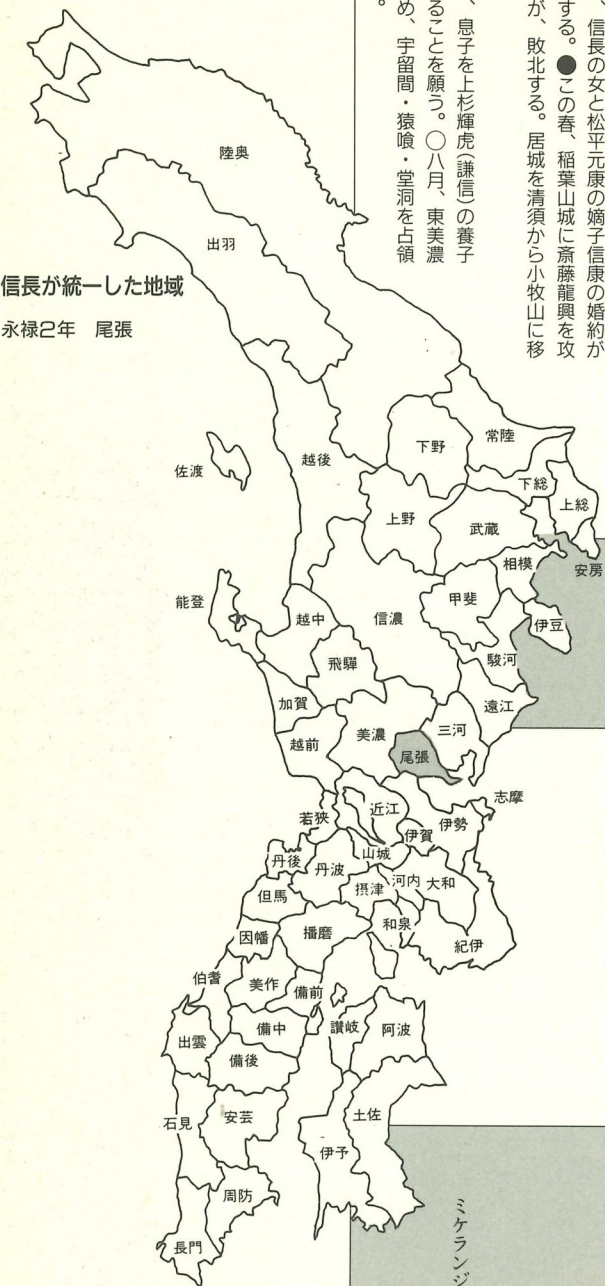 、信長の女と松平元康の嫡子信康の婚約が
する。●この春、稲葉山城に斎藤龍興を攻
が、敗北する。居城を清須から小牧山に移
、息子を上杉輝虎(謙信)の養子
ることを願う。○八月、東美濃
め、宇留間・猿喰・堂洞を占領
。
信長が統一した地域
永禄2年　尾張
陸奥
出羽
佐渡
越後
下野
常陸
下総
上総
上野
武蔵
相模
安房
能登
越中
信濃
甲斐
伊豆
飛驒
駿河
加賀
遠江
美濃
三河
越前
尾張
志摩
若狭
近江
伊勢
伊賀
丹後
山城
丹波
河内
大和
但馬
摂津
和泉
因幡
播磨
紀伊
伯耆
美作
備前
備中
讃岐
阿波
出雲
備後
土佐
石見
安芸
伊予
周防
長門
ミケランジ